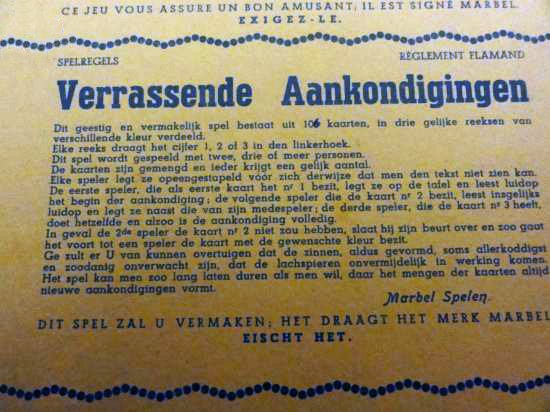 CE JEU VOUS ASSURE UN BON AMUSANT; IL EST SIGNÉ MARBEL.
EXIGEZ-LE.
SPELREGELS RÈGLEMENT FLAMAND
Verrassende Aankondigingen
Dit geestig en vermakelijk spel bestaat uit 106 kaarten, in drie gelijke reeksen van
verschillende kleur verdeeld.
Elke reeks draagt het cijfer 1, 2 of 3 in den linkerhoek.
Dit spel wordt gespeeld met twee, drie of meer personen.
De kaarten zijn gemengd en ieder krijgt een gelijk aantal.
Elke speler legt ze opeengestapeld vóór zich derwijze dat men den tekst niet zien kan.
De eerste speler, die als eerste kaart het nr 1 bezit, legt ze op de tafel en leest luidop
het begin der aankondiging; de volgende speler die de kaart nr 2 bezit, leest insgelijks
luidop en legt ze naast die van zijn medespeler; de derde speler, die de kaart nr 3 heeft,
doet hetzelfde en alzoo is de aankondiging volledig.
In geval de 2de speler de kaart nr 2 niet zou hebben, slaat hij zijn beurt over en zoo gaat
het voort tot een speler de kaart met de gewenschte kleur bezit.
Ge zult er U van kunnen overtuigen dat de zinnen, aldus gevormd, soms allerkoddigst
en zoodanig onverwacht zijn, dat de lachspieren onvermijdelijk in werking komen.
Het spel kan men zoo lang laten duren als men wil, daar het mengen der kaarten altijd
nieuwe aankondigingen vormt.
Marbel Spelen.
DIT SPEL ZAL U VERMAKEN; HET DRAAGT HET MERK MARBEL
EISCHT HET.